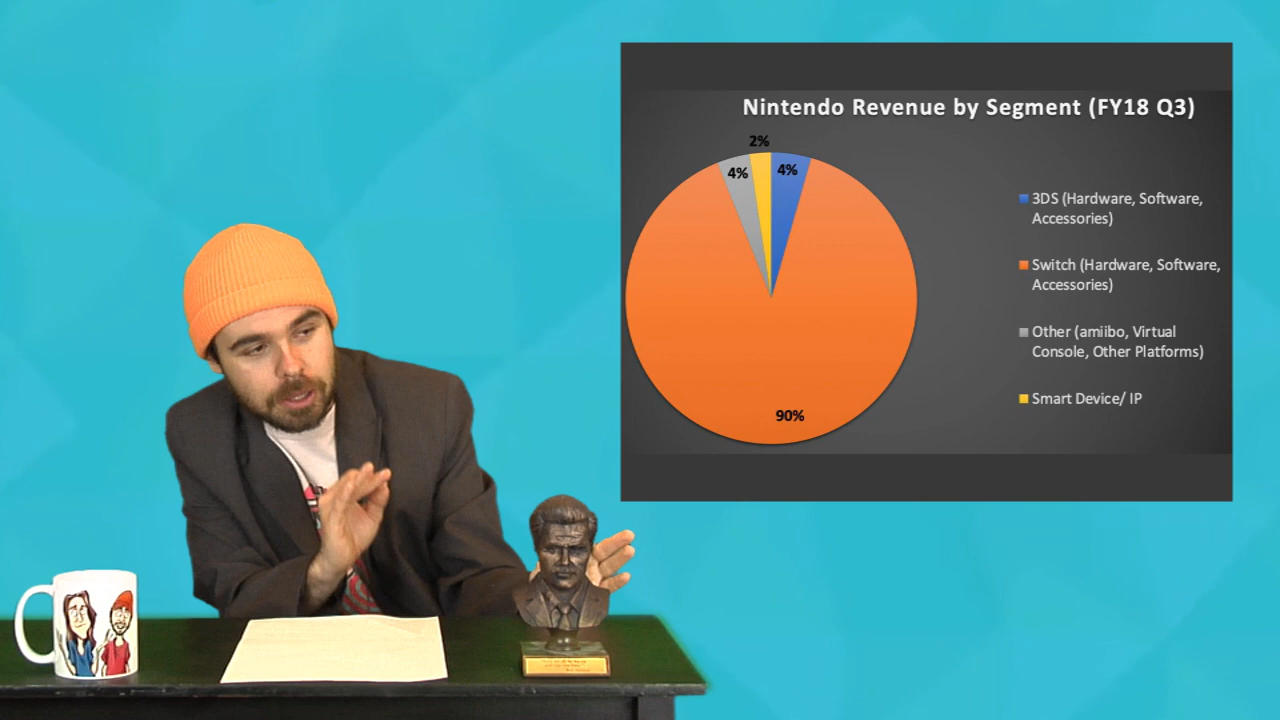 Nintendo Revenue by Segment (FY18 Q3)
2%
4%
4%
90%
3DS (Hardware, Software,
Accessories)
Switch (Hardware, Software,
Accessories)
Other (amiibo, Virtual
Console, Other Platforms)
Smart Device/ IP